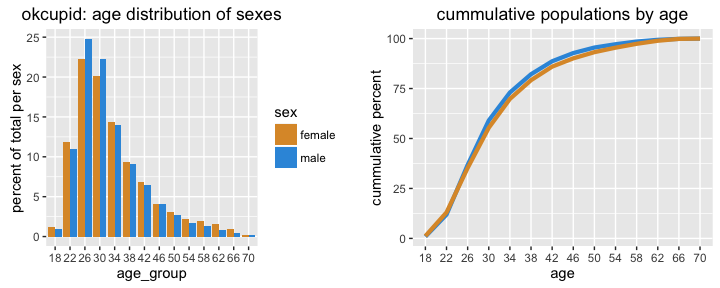 okcupid: age distribution of sexes
percent of total per sex
25
20
15
10
5
0
18 22 26 30 34 38 42 46 50 54 58 62 66 70
age_group
sex
female
male
cummulative populations by age
cummulative percent
100
75
50
25
0
18 22 26 30 34 38 42 46 50 54 58 62 66 70
age